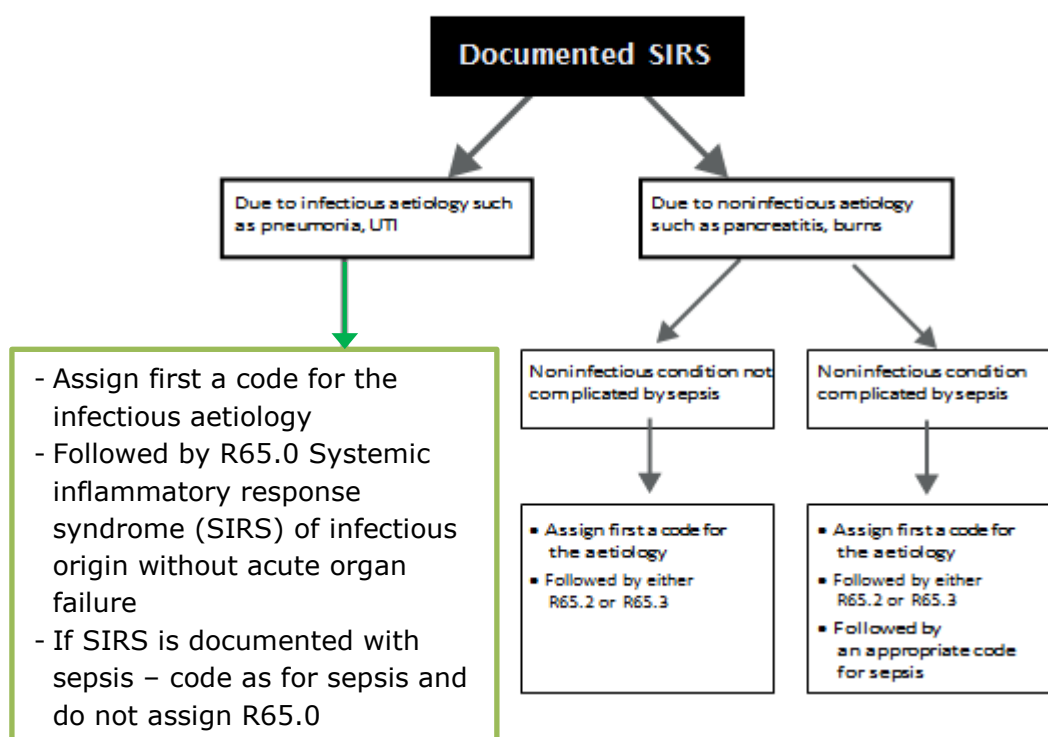 Documented SIRS
Due to infectious aetiology such
as pneumonia, UTI
Due to noninfectious aetiology
such as pancreatitis, burns
- Assign first a code for the
infectious aetiology
- Followed by R65.0 Systemic
inflammatory response
syndrome (SIRS) of infectious
origin without acute organ
failure
- If SIRS is documented with
sepsis – code as for sepsis and
do not assign R65.0
Noninfectious condition not
complicated by sepsis
Noninfectious condition
complicated by sepsis
• Assign first a code for
the aetiology
• Followed by either
R65.2 or R65.3
• Assign first a code for
the aetiology
• Followed by either
R65.2 or R65.3
• Followed by
an appropriate code
for sepsis